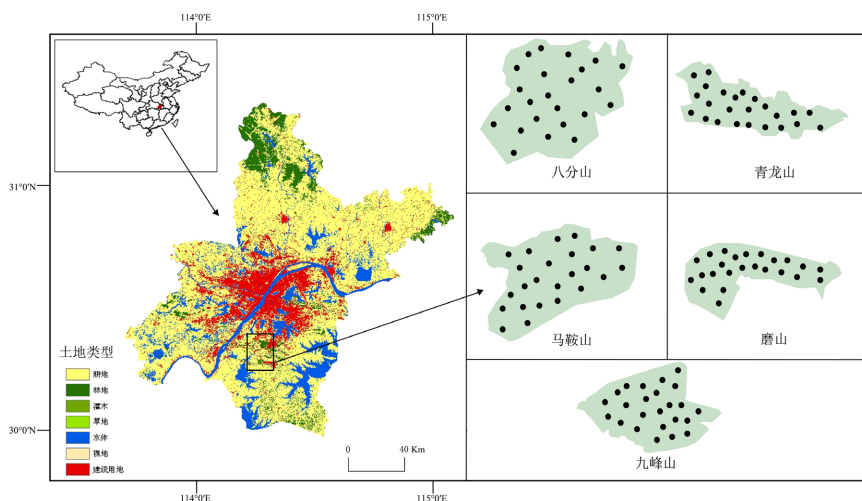 114°0′E
115°0′E
31°0′N
30°0′N
土地类型
耕地
林地
灌木
草地
水体
裸地
建设用地
0
40 Km
114°0′E
115°0′E
八分山
青龙山
马鞍山
磨山
九峰山